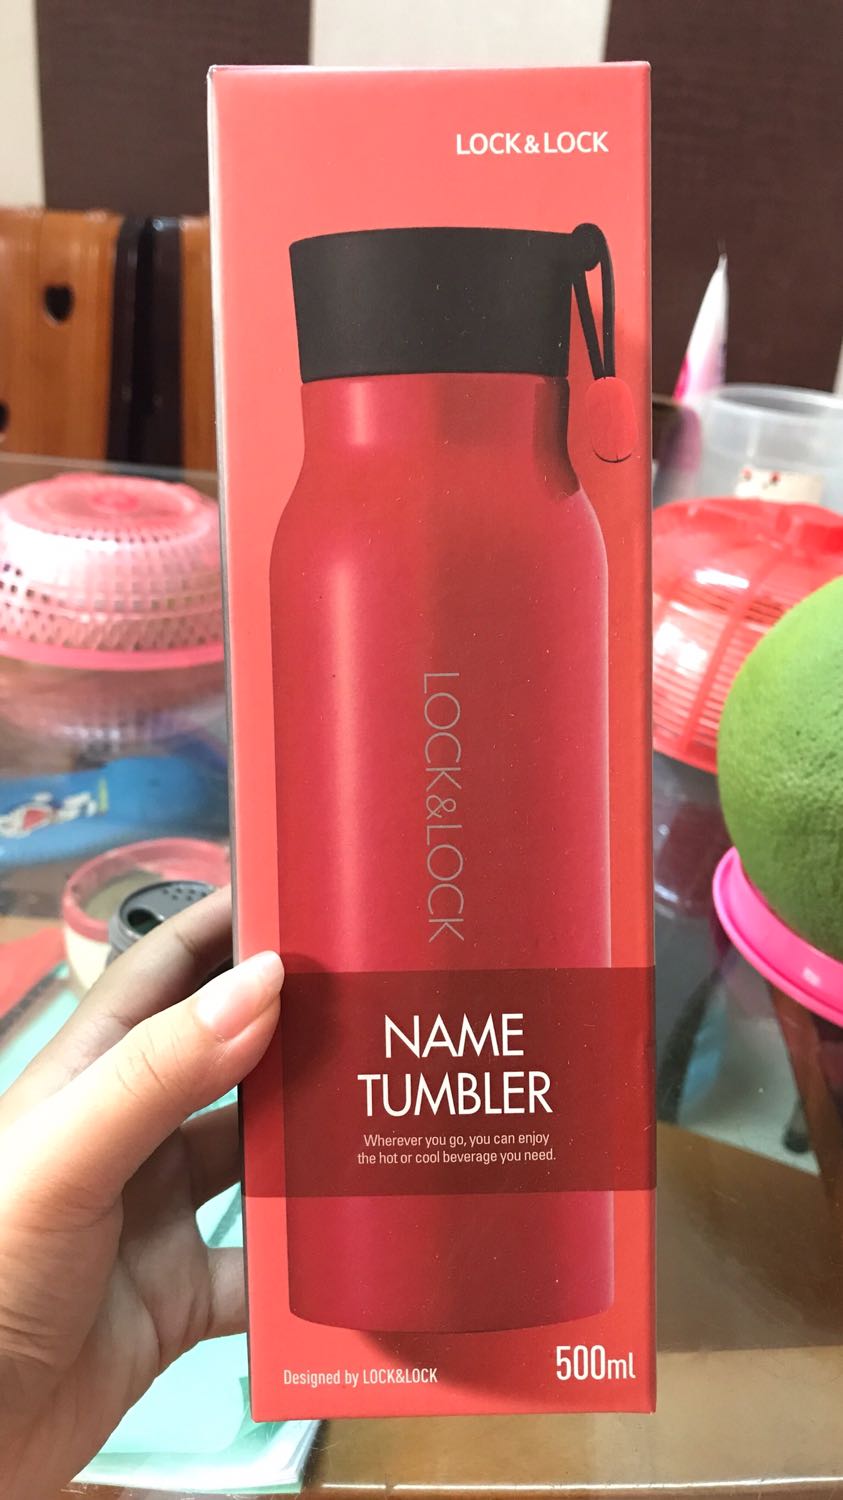 LOCK&LOCK
LOCK&LOCK
NAME
TUMBLER
Wherever you go, you can enjoy
the hot or cool beverage you need.
Designed by LOCK&LOCK
500ml